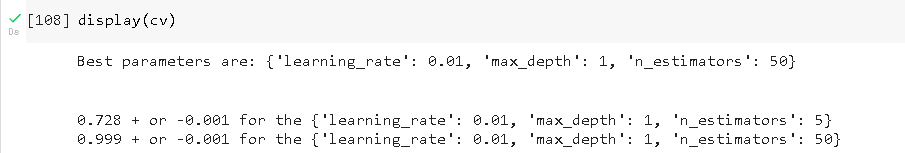 [108] display(cv)
0s
Best parameters are: {'learning_rate': 0.01, 'max_depth': 1, 'n_estimators': 50}
0.728 + or -0.001 for the {'learning_rate': 0.01, 'max_depth': 1, 'n_estimators': 5}
0.999 + or -0.001 for the {'learning_rate': 0.01, 'max_depth': 1, 'n_estimators': 50}